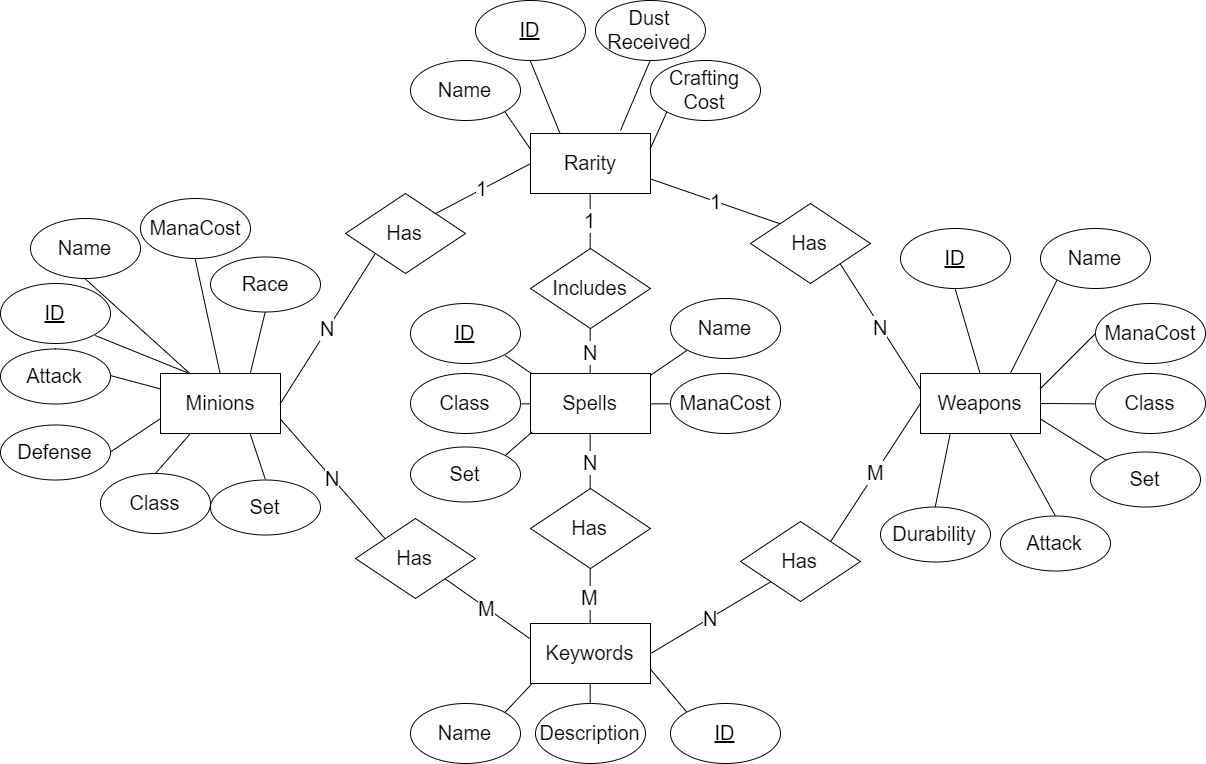 ID
Dust
Received
Name
Crafting
Cost
Rarity
1
1
1
Has
Has
Includes
Name
ManaCost
Race
ID
Attack
Defense
Minions
Class
Set
N
N
N
N
ID
Name
Class
Spells
ManaCost
Set
N
ID
Name
ManaCost
Weapons
Class
Set
Durability
Attack
M
Has
Has
Has
M
M
N
Keywords
Name
Description
ID